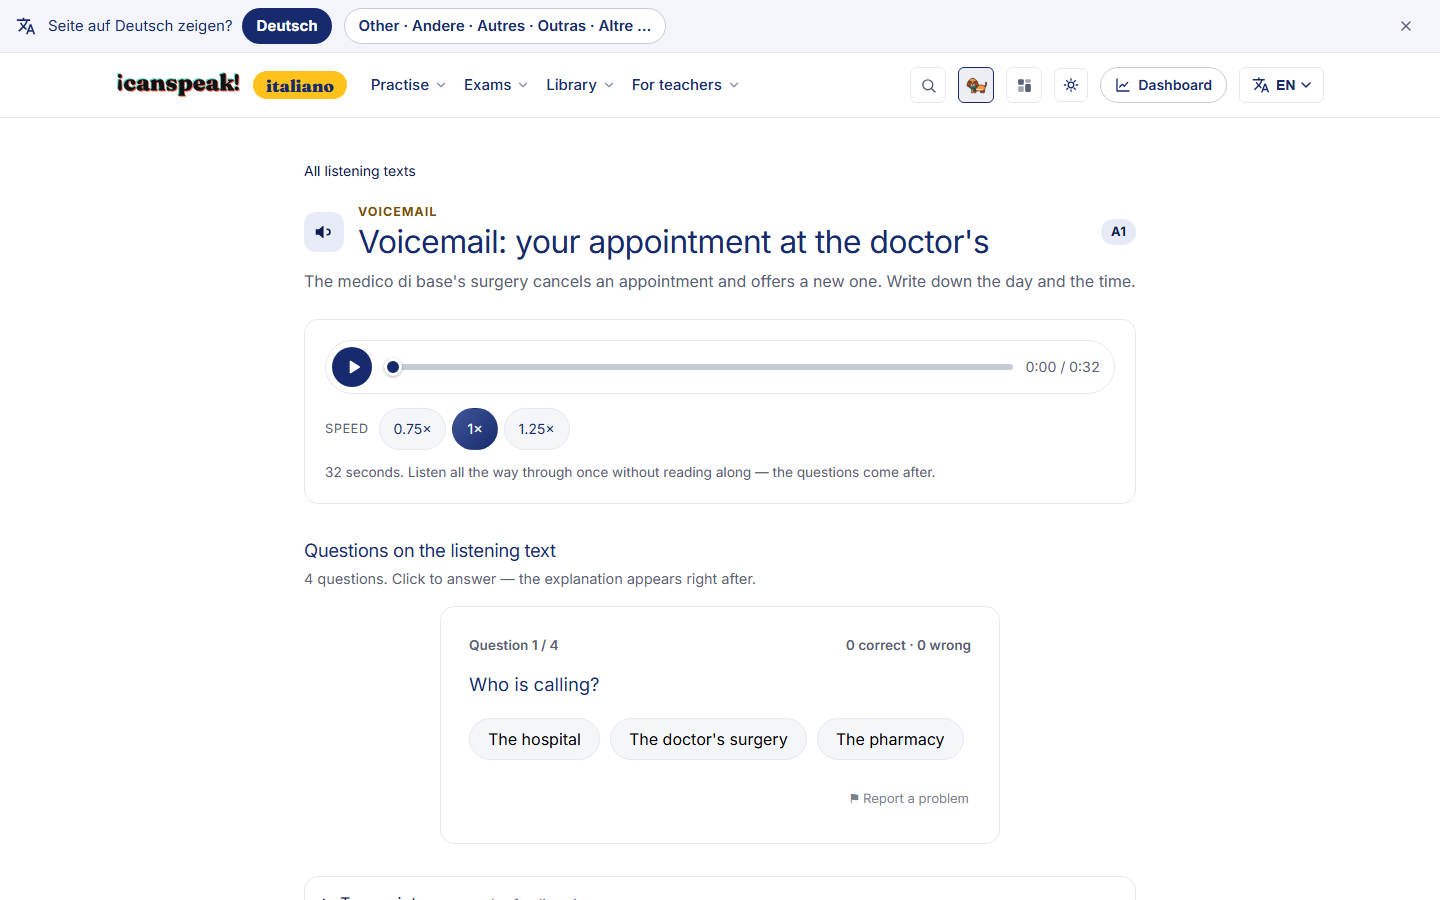 Seite auf Deutsch zeigen? Deutsch Other · Andere · Autres · Outras · Altre ...
icanspeak! italiano Practise Exams Library For teachers Dashboard EN
All listening texts
VOICEMAIL
Voicemail: your appointment at the doctor's A1
The medico di base's surgery cancels an appointment and offers a new one. Write down the day and the time.
0:00 / 0:32
SPEED 0.75× 1× 1.25×
32 seconds. Listen all the way through once without reading along — the questions come after.
Questions on the listening text
4 questions. Click to answer — the explanation appears right after.
Question 1 / 4 0 correct · 0 wrong
Who is calling?
The hospital The doctor's surgery The pharmacy
Report a problem